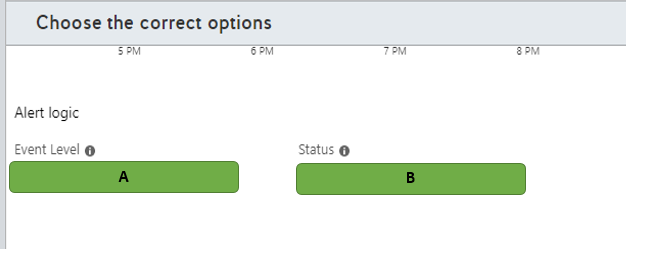 Choose the correct options
5 PM 6 PM 7 PM 8 PM
Alert logic
Event Level Status
A B